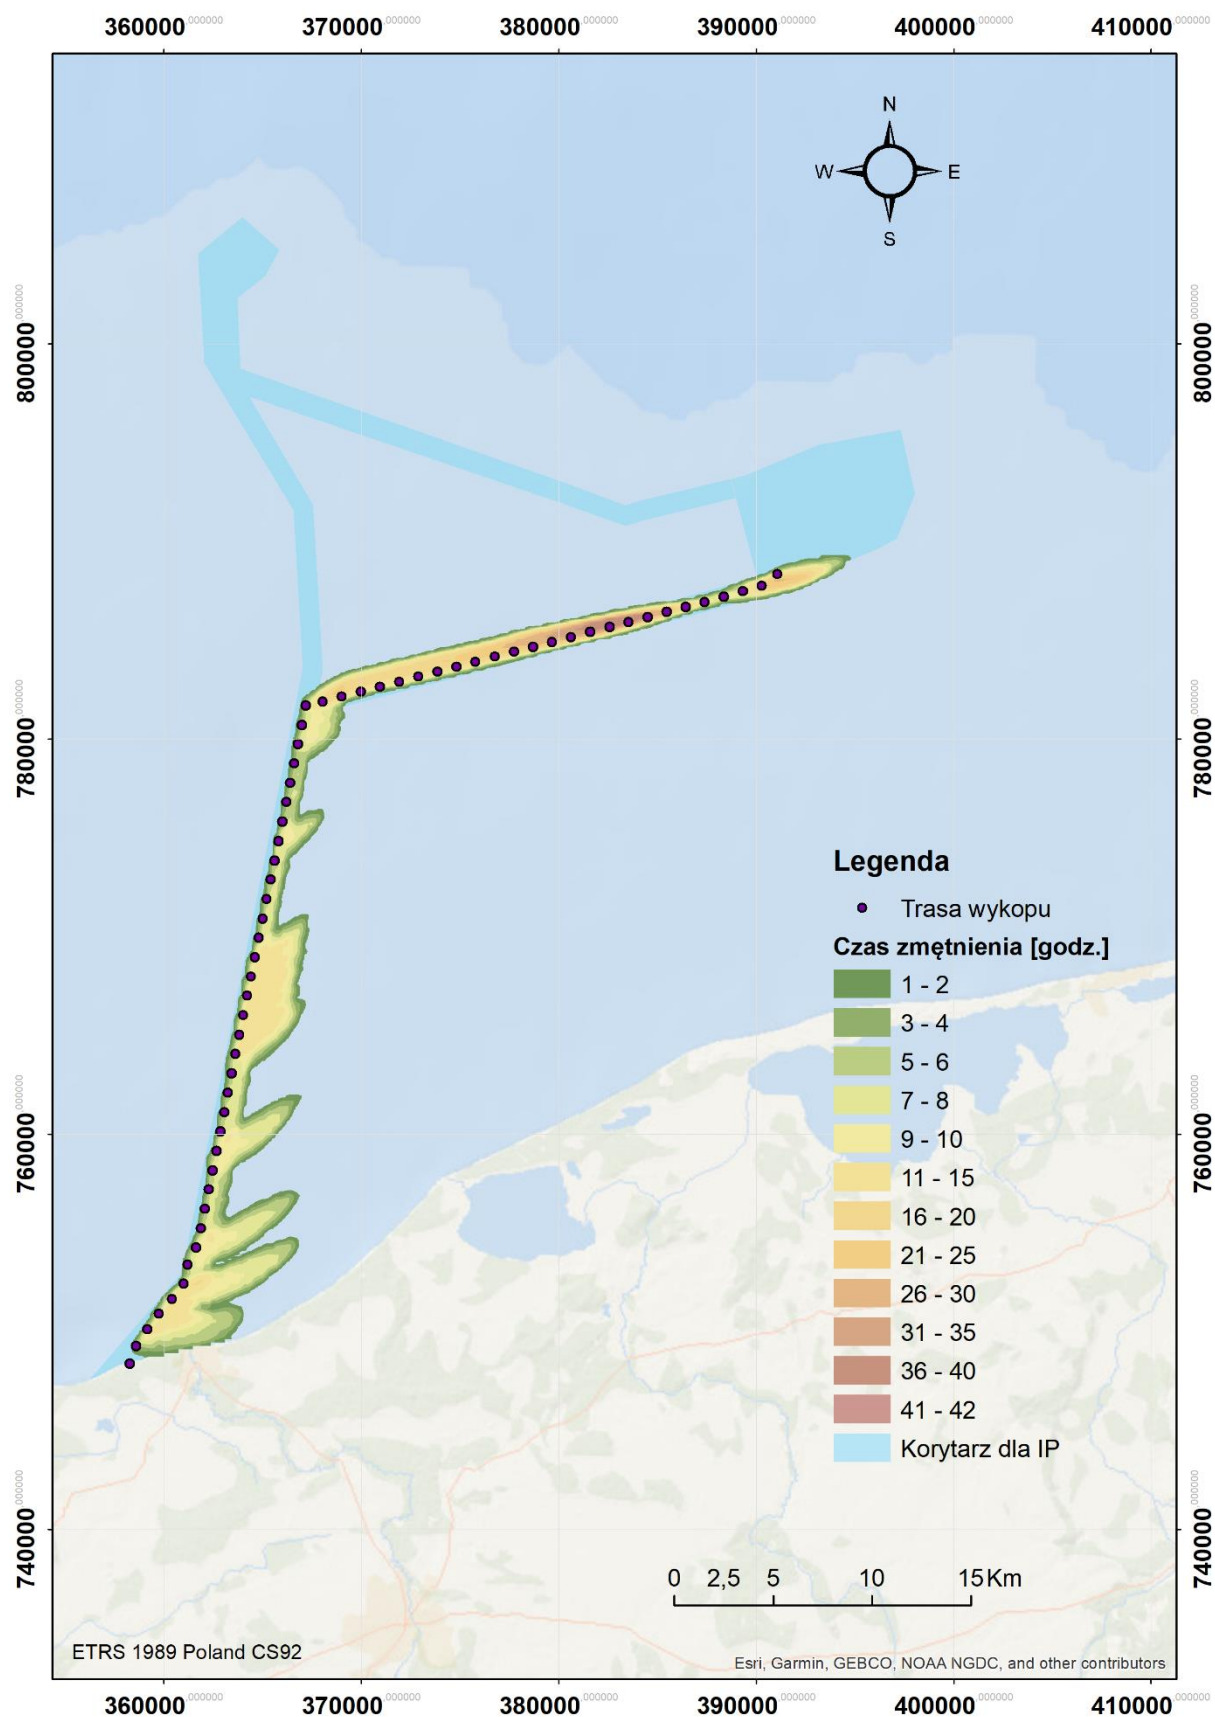 360000,000000 370000,000000 380000,000000 390000,000000 400000,000000 410000,000000
N
W E
S
800000,000000 800000,000000
780000,000000 780000,000000
Legenda
Trasa wykopu
Czas zmętnienia [godz.]
1 - 2
3 - 4
5 - 6
7 - 8
9 - 10
11 - 15
16 - 20
21 - 25
26 - 30
31 - 35
36 - 40
41 - 42
Korytarz dla IP
760000,000000 760000,000000
740000,000000 740000,000000
0 2,5 5 10 15 Km
ETRS 1989 Poland CS92
Esri, Garmin, GEBCO, NOAA NGDC, and other contributors
360000,000000 370000,000000 380000,000000 390000,000000 400000,000000 410000,000000